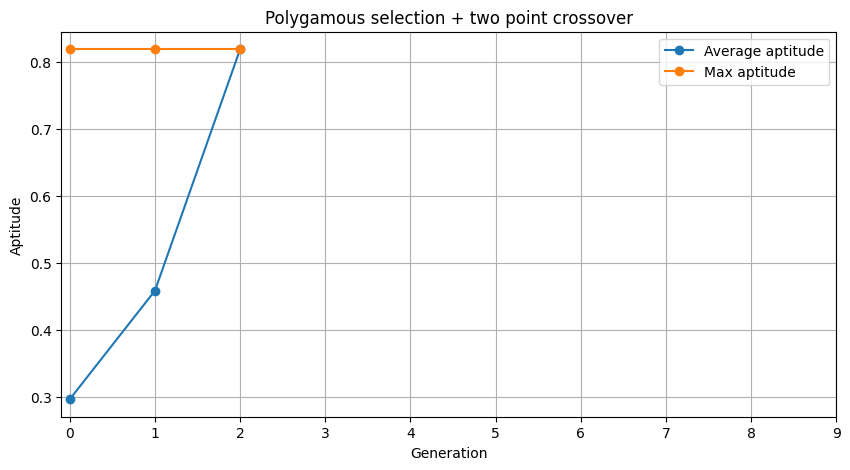 Polygamous selection + two point crossover
Average aptitude
Max aptitude
Aptitude
0.8
0.7
0.6
0.5
0.4
0.3
0 1 2 3 4 5 6 7 8 9
Generation